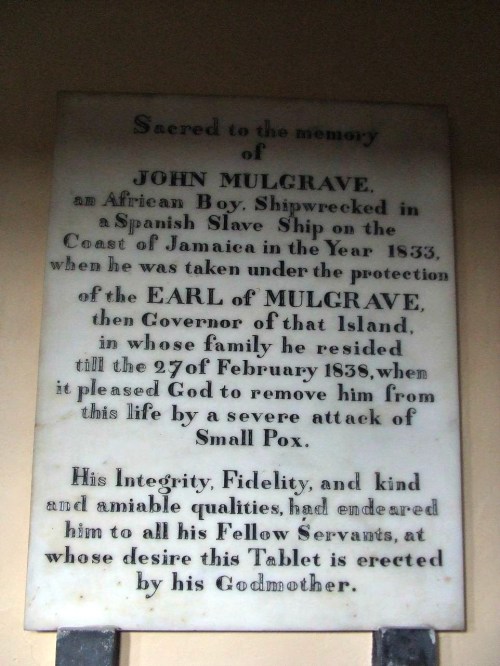 Sacred to the memory
of
JOHN MULGRAVE.
an African Boy. Shipwrecked in
a Spanish Slave Ship on the
Coast of Jamaica in the Year 1833.
when he was taken under the protection
of the EARL of MULGRAVE,
then Governor of that Island,
in whose family he resided
till the 27 of February 1838, when
it pleased God to remove him from
this life by a severe attack of
Small Pox.
His Integrity, Fidelity, and kind
and amiable qualities, had endeared
him to all his Fellow Servants, at
whose desire this Tablet is erected
by his Godmother.